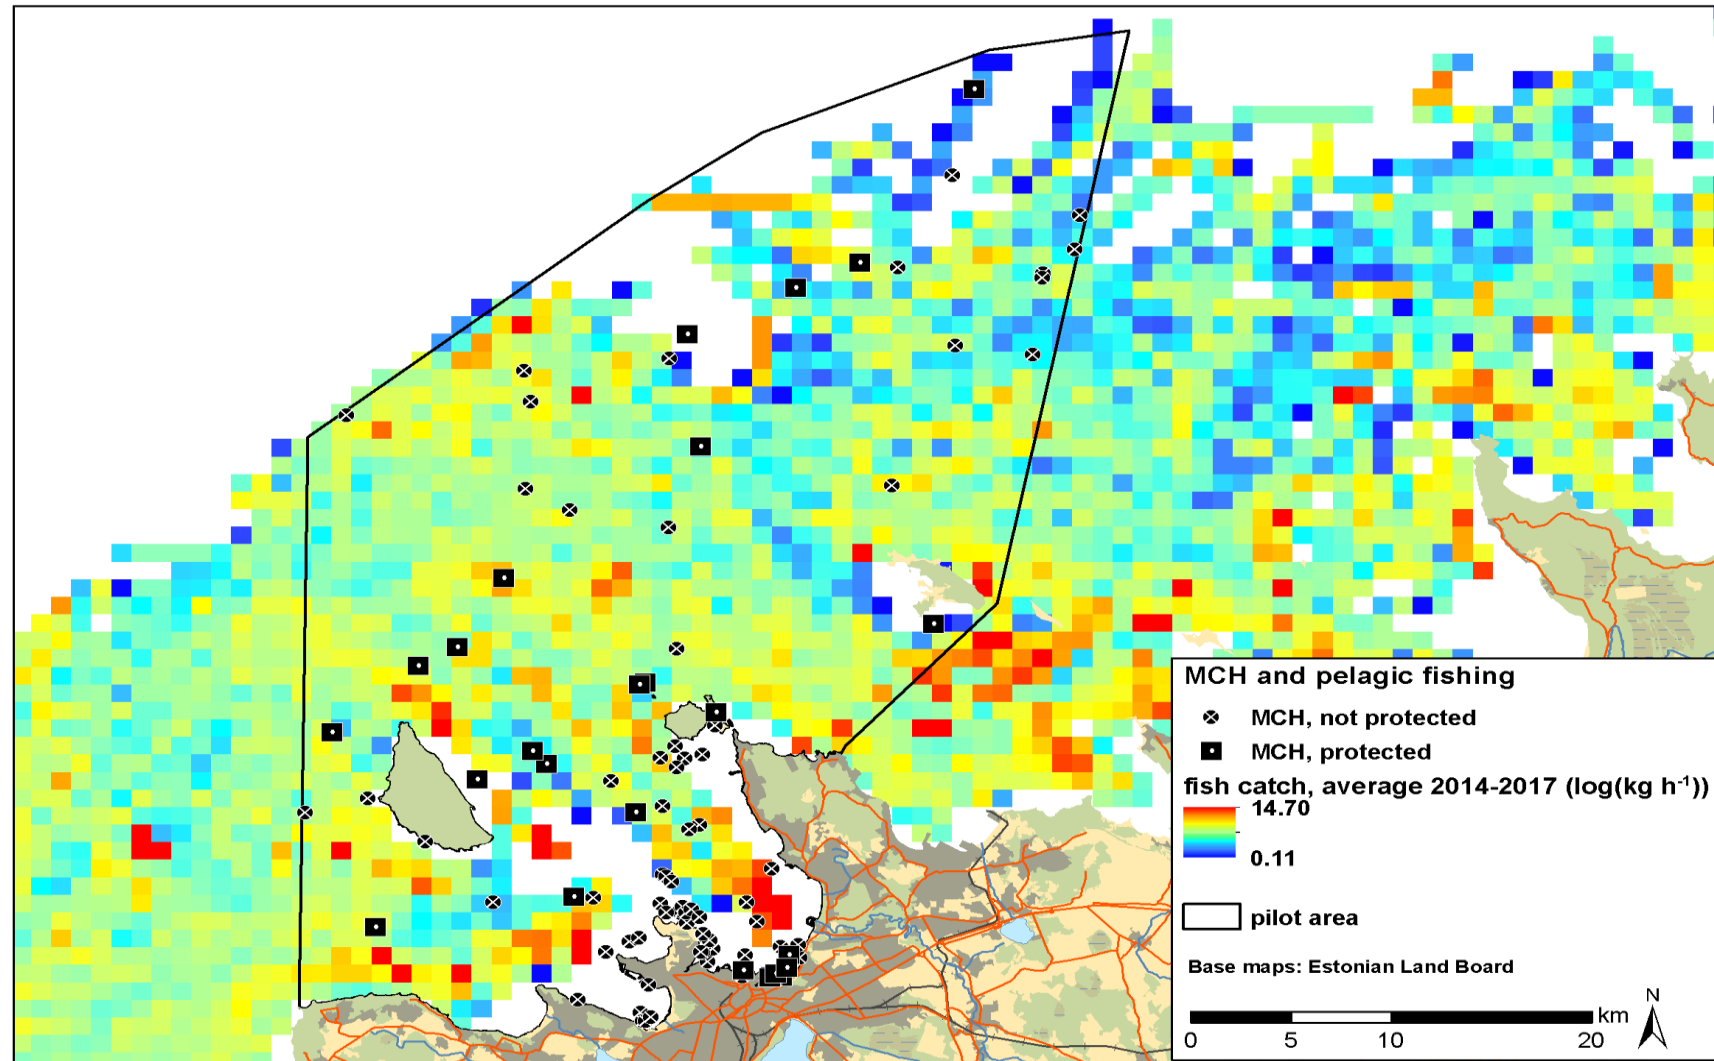 MCH and pelagic fishing
MCH, not protected
MCH, protected
fish catch, average 2014-2017 (log(kg h⁻¹))
14.70
0.11
pilot area
Base maps: Estonian Land Board
N
km
0 5 10 20